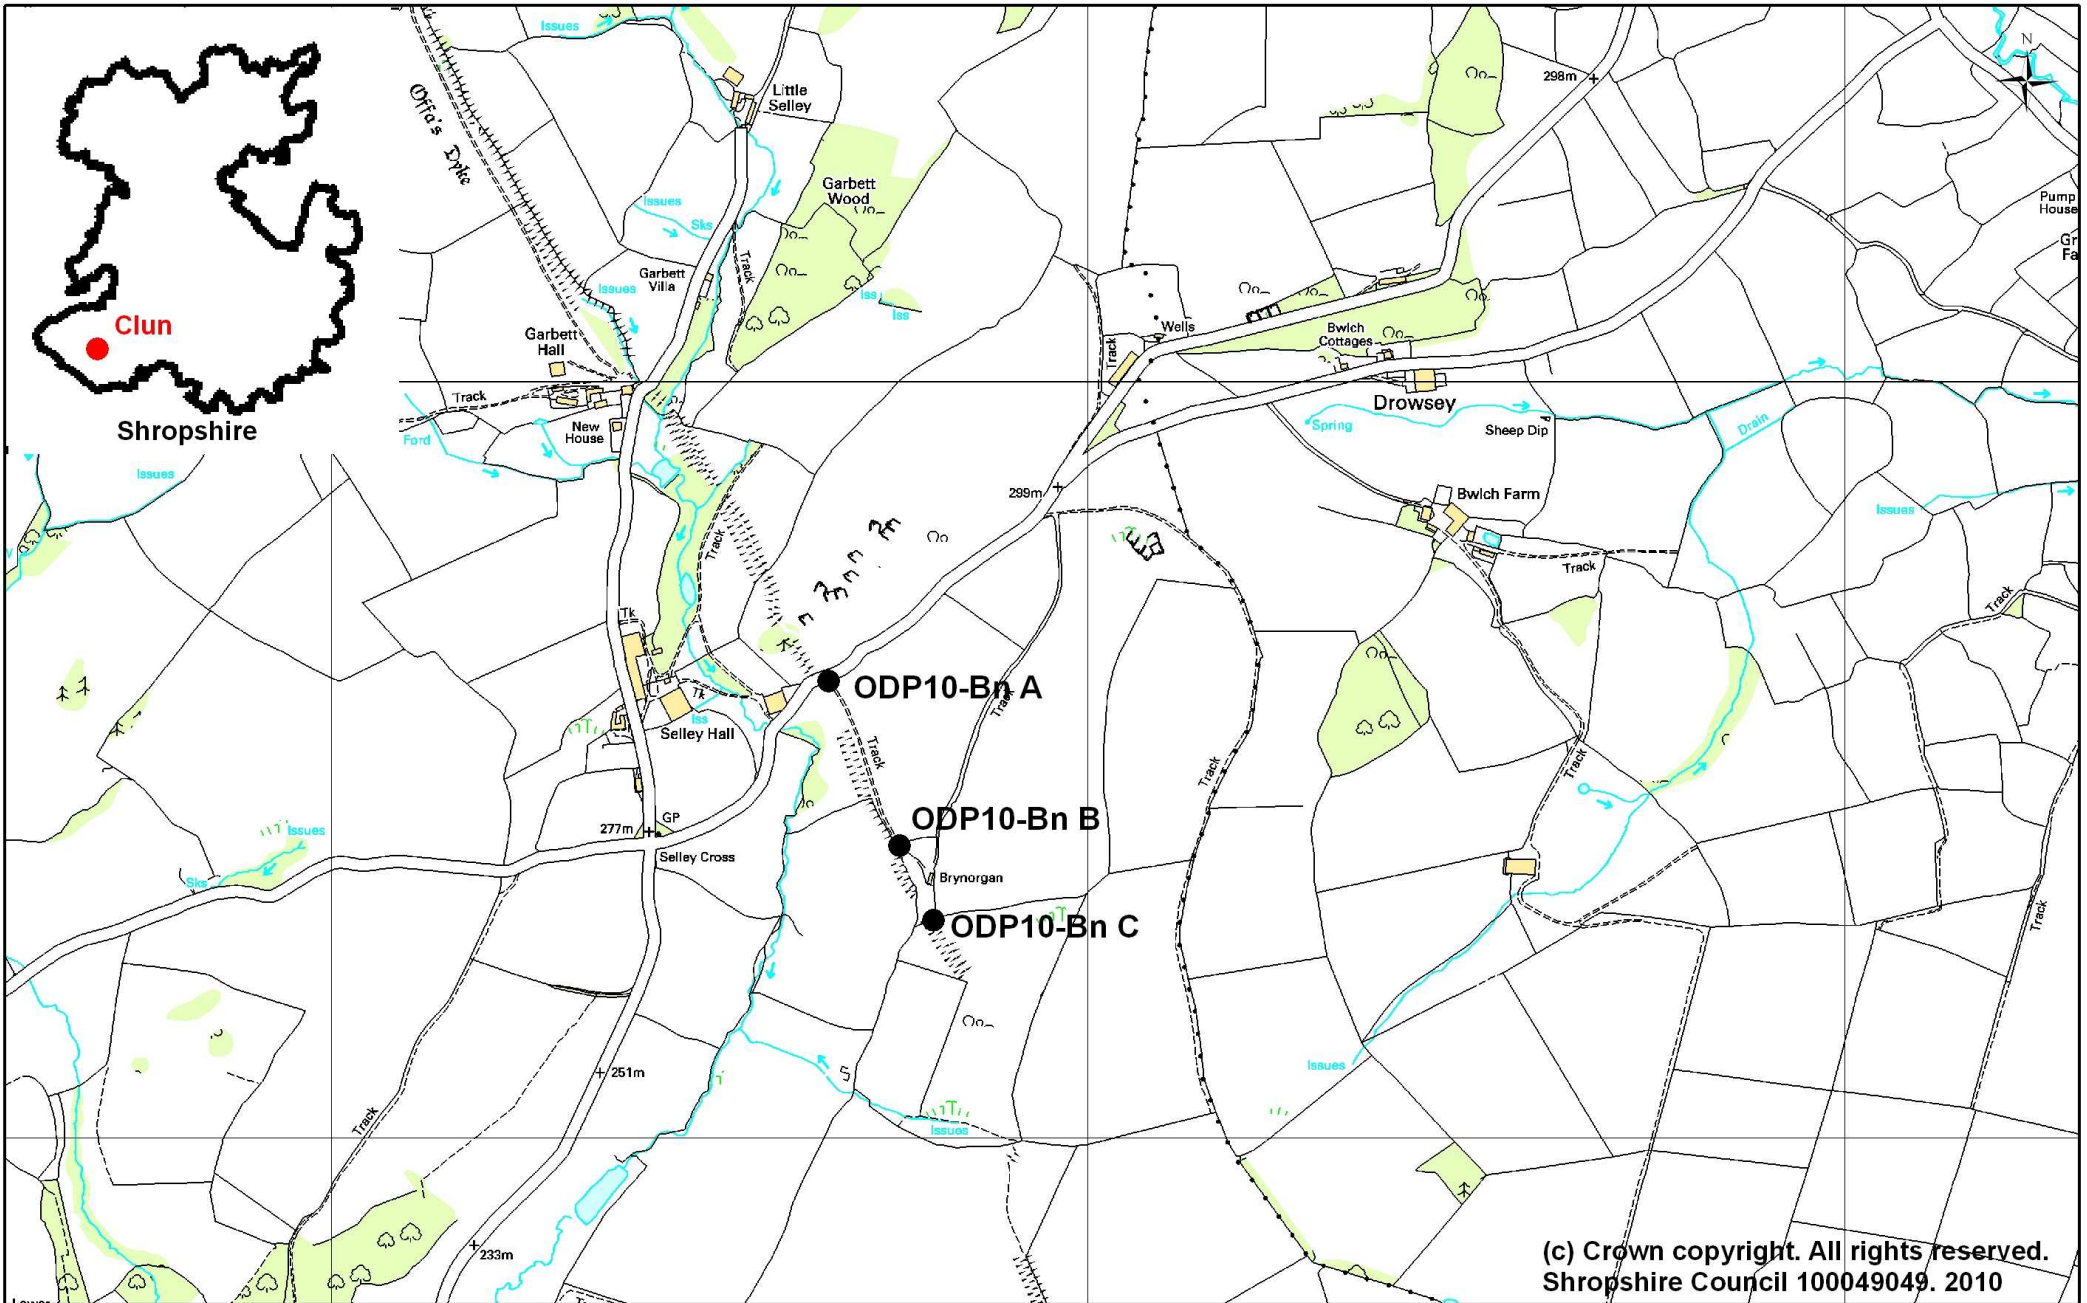 Issues
N
298m
Little
Selley
Offa's Dyke
Garbett
Wood
Pump
House
Issues
Sks
Track
Gr
Fa
Garbett
Villa
Issues
Iss
Iss
Clun
Garbett
Hall
Wells
Bwlch
Cottages
Track
Track
Drowsey
Shropshire
New
House
Ford
Spring
Sheep Dip
Drain
Issues
299m
Bwlch Farm
Issues
Track
Track
Track
Tk
Tk
Iss
Selley Hall
ODP10-Bn A
Track
Track
Track
Track
ODP10-Bn B
277m
GP
Selley Cross
Issues
Sks
Brynorgan
ODP10-Bn C
Track
251m
Issues
Track
Issues
233m
(c) Crown copyright. All rights reserved.
Shropshire Council 100049049. 2010